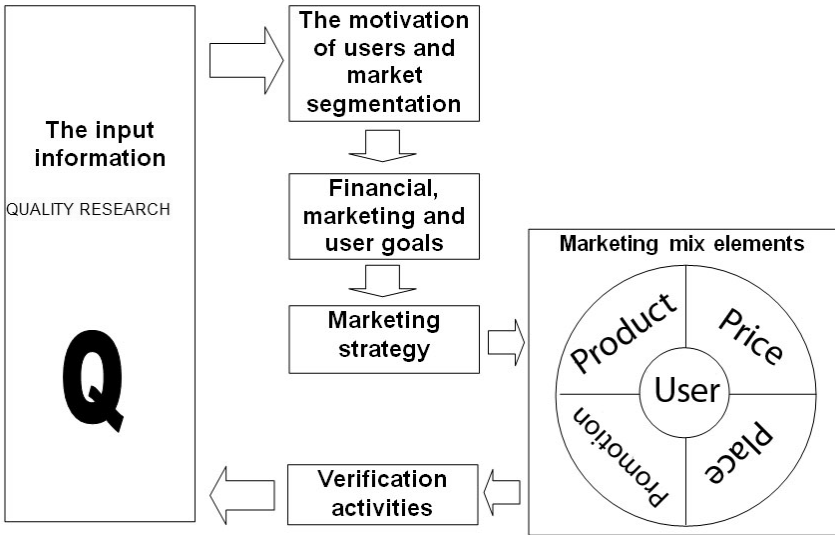 The input
information
QUALITY RESEARCH
Q
The motivation
of users and
market
segmentation
Financial,
marketing and
user goals
Marketing
strategy
Marketing mix elements
Product
Price
User
Promotion
Place
Verification
activities